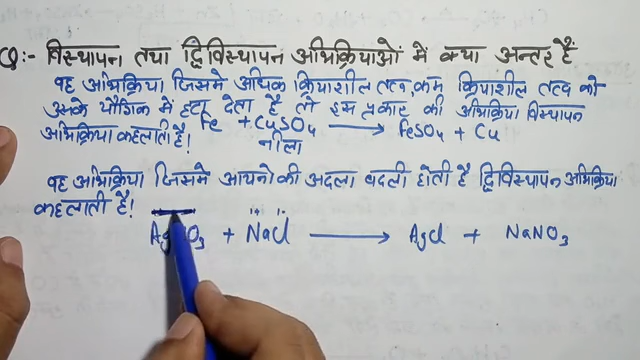 Q:- विस्थापन तथा द्विविस्थापन अभिक्रियाओं में क्या अन्तर हैं
वह अभिक्रिया जिसमे अधिक क्रियाशील तत्व, कम क्रियाशील तत्व को
उसके यौगिक में हटा देता है तो इस प्रकार की अभिक्रिया विस्थापन
अभिक्रिया कहलाती है! Fe + CuSO₄ ⟶ FeSO₄ + Cu
नीला
वह अभिक्रिया जिसमे आयनो की अदला बदली होती है द्विविस्थापन अभिक्रिया
कहलाती है!
+ NaCl ⟶ AgCl + NaNO₃